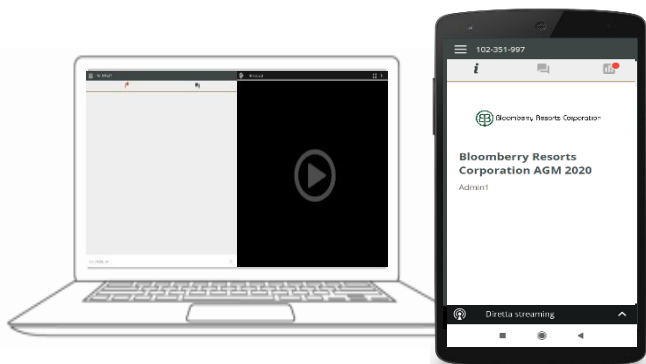 102-351-997
Bloomberry Resorts Corporation
Bloomberry Resorts
Corporation AGM 2020
Admin1
Diretta streaming